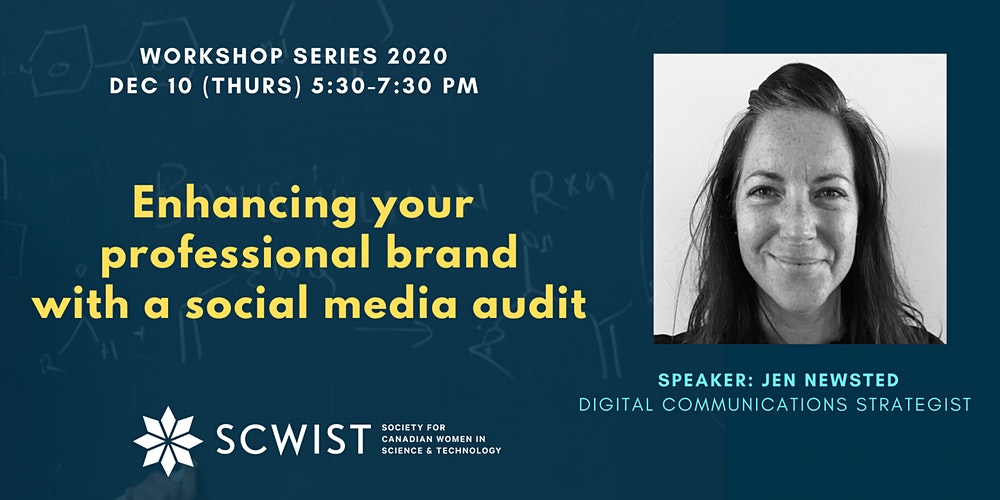 WORKSHOP SERIES 2020
DEC 10 (THURS) 5:30-7:30 PM
Enhancing your
professional brand
with a social media audit
SPEAKER: JEN NEWSTED
DIGITAL COMMUNICATIONS STRATEGIST
SCWIST
SOCIETY FOR
CANADIAN WOMEN IN
SCIENCE & TECHNOLOGY
Rxn